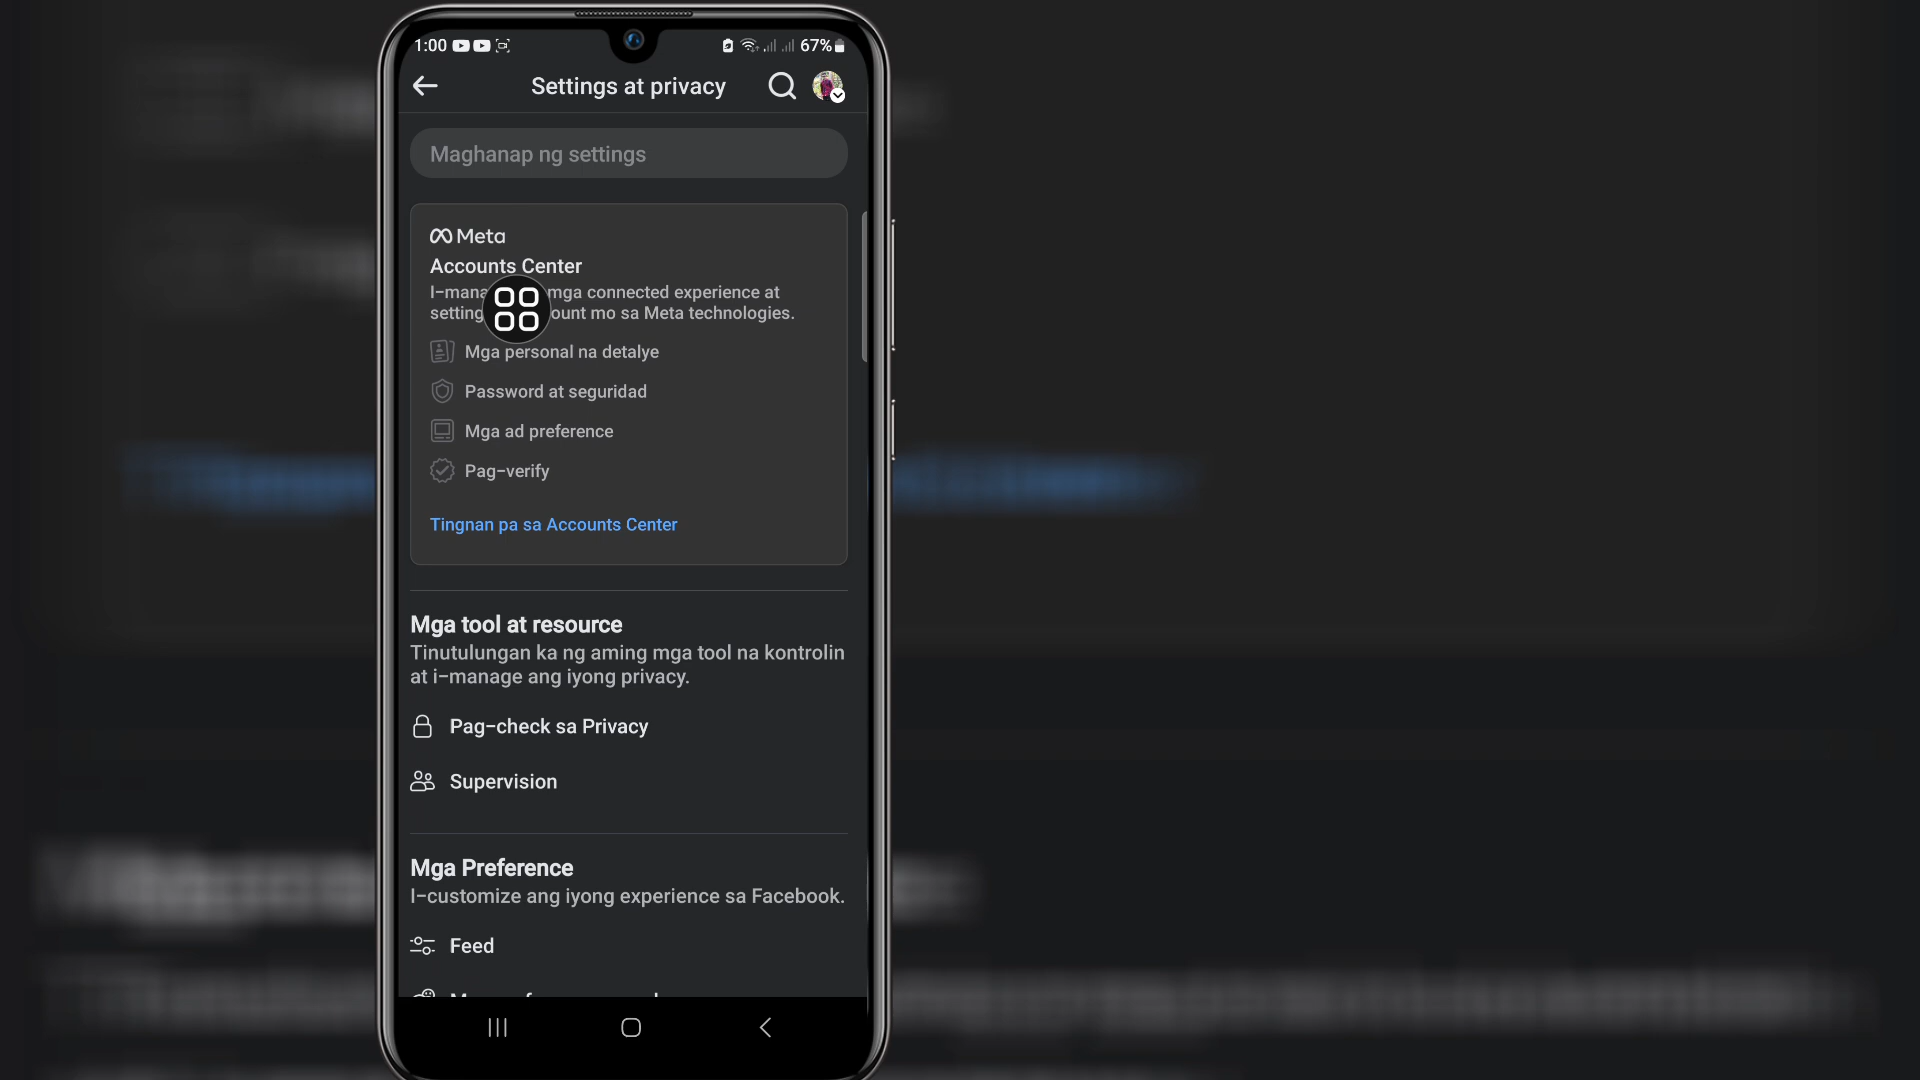 1:00
67%
Settings at privacy
Maghanap ng settings
Meta
Accounts Center
I-mana mga connected experience at
setting ount mo sa Meta technologies.
Mga personal na detalye
Password at seguridad
Mga ad preference
Pag-verify
Tingnan pa sa Accounts Center
Mga tool at resource
Tinutulungan ka ng aming mga tool na kontrolin
at i-manage ang iyong privacy.
Pag-check sa Privacy
Supervision
Mga Preference
I-customize ang iyong experience sa Facebook.
Feed